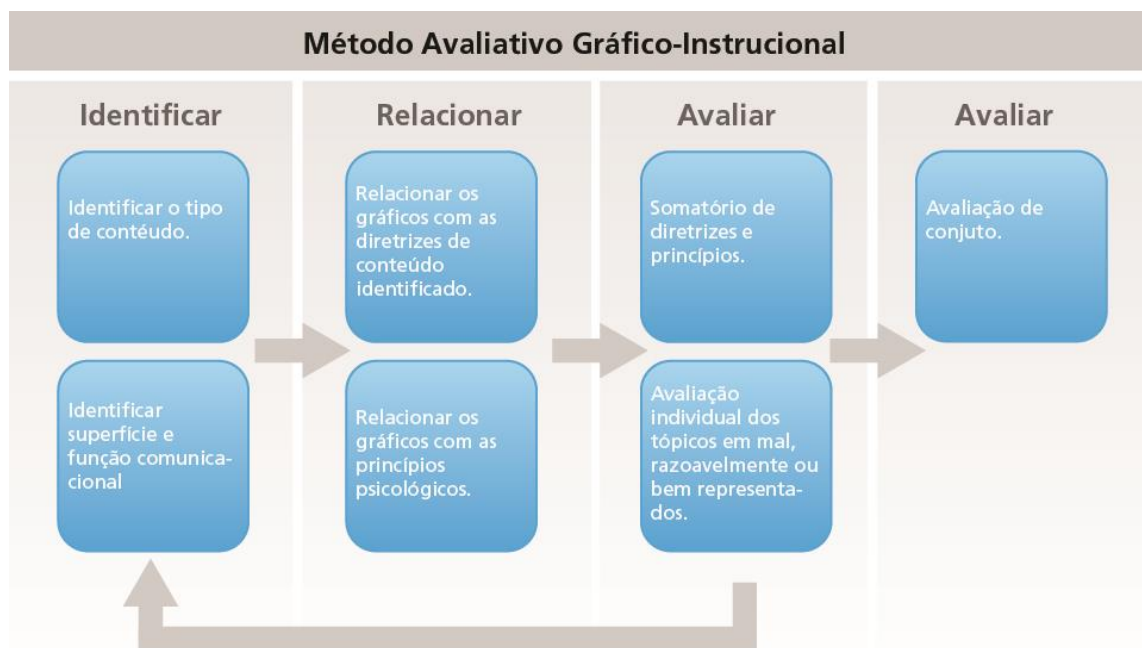 Método Avaliativo Gráfico-Instrucional
Identificar
Identificar o tipo
de contéudo.
Identificar
superfície e
função comunica-
cional
Relacionar
Relacionar os
gráficos com as
diretrizes de
conteúdo
identificado.
Relacionar os
gráficos com as
princípios
psicológicos.
Avaliar
Somatório de
diretrizes e
princípios.
Avaliação
individual dos
tópicos em mal,
razoavelmente ou
bem representa-
dos.
Avaliar
Avaliação de
conjuto.